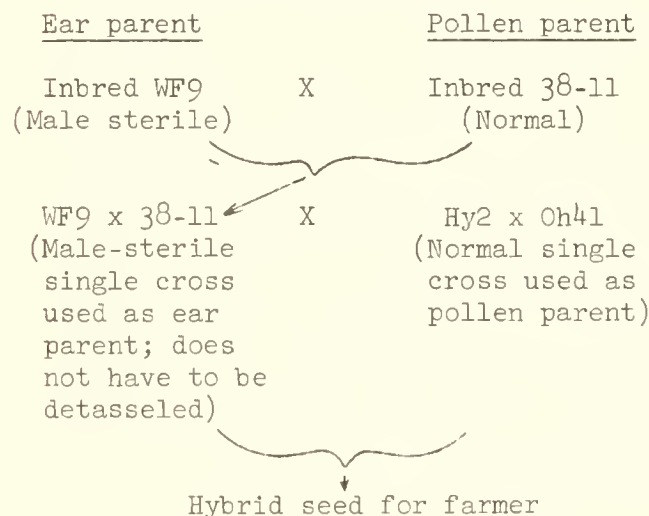 Ear parent Pollen parent
Inbred WF9 X Inbred 38-11
(Male sterile) (Normal)
WF9 x 38-11 X Hy2 x Oh41
(Male-sterile (Normal single
single cross cross used as
used as ear pollen parent)
parent; does
not have to be
detasseled)
Hybrid seed for farmer